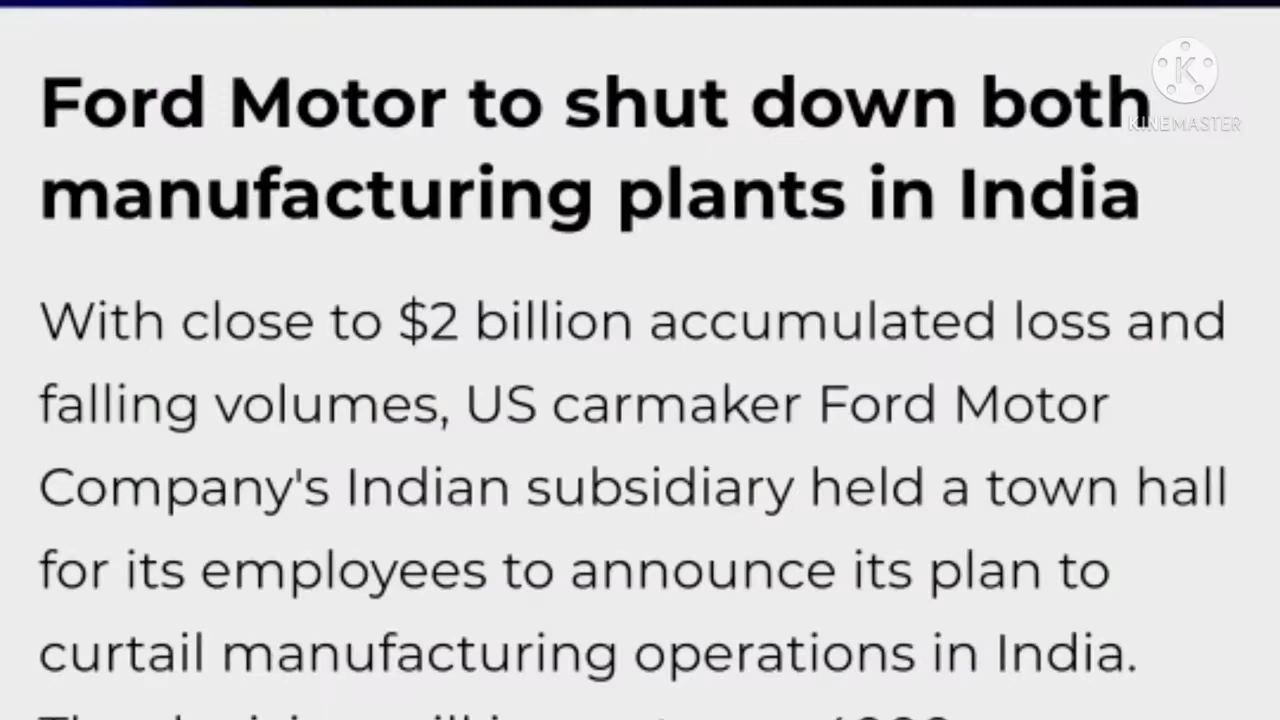 Ford Motor to shut down both
manufacturing plants in India
K
KINEMASTER
With close to $2 billion accumulated loss and
falling volumes, US carmaker Ford Motor
Company's Indian subsidiary held a town hall
for its employees to announce its plan to
curtail manufacturing operations in India.